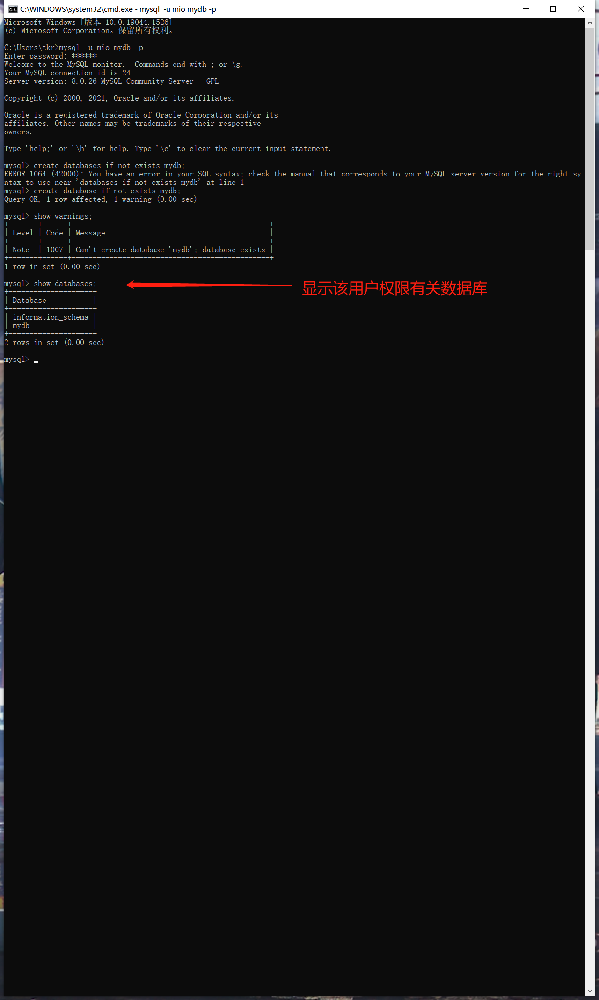 C:\WINDOWS\system32\cmd.exe - mysql  -u mio mydb -p
Microsoft Windows [版本 10.0.19044.1526]
(c) Microsoft Corporation。保留所有权利。
C:\Users\tkr>mysql -u mio mydb -p
Enter password: ******
Welcome to the MySQL monitor.  Commands end with ; or \g.
Your MySQL connection id is 24
Server version: 8.0.26 MySQL Community Server - GPL
Copyright (c) 2000, 2021, Oracle and/or its affiliates.
Oracle is a registered trademark of Oracle Corporation and/or its
affiliates. Other names may be trademarks of their respective
owners.
Type 'help;' or '\h' for help. Type '\c' to clear the current input statement.
mysql> create databases if not exists mydb;
ERROR 1064 (42000): You have an error in your SQL syntax; check the manual that corresponds to your MySQL server version for the right sy
ntax to use near 'databases if not exists mydb' at line 1
mysql> create database if not exists mydb;
Query OK, 1 row affected, 1 warning (0.00 sec)
mysql> show warnings;
+-------+------+-----------------------------------------------+
| Level | Code | Message                                       |
+-------+------+-----------------------------------------------+
| Note  | 1007 | Can't create database 'mydb'; database exists |
+-------+------+-----------------------------------------------+
1 row in set (0.00 sec)
mysql> show databases;
显示该用户权限有关数据库
+--------------------+
| Database           |
+--------------------+
| information_schema |
| mydb               |
+--------------------+
2 rows in set (0.00 sec)
mysql>